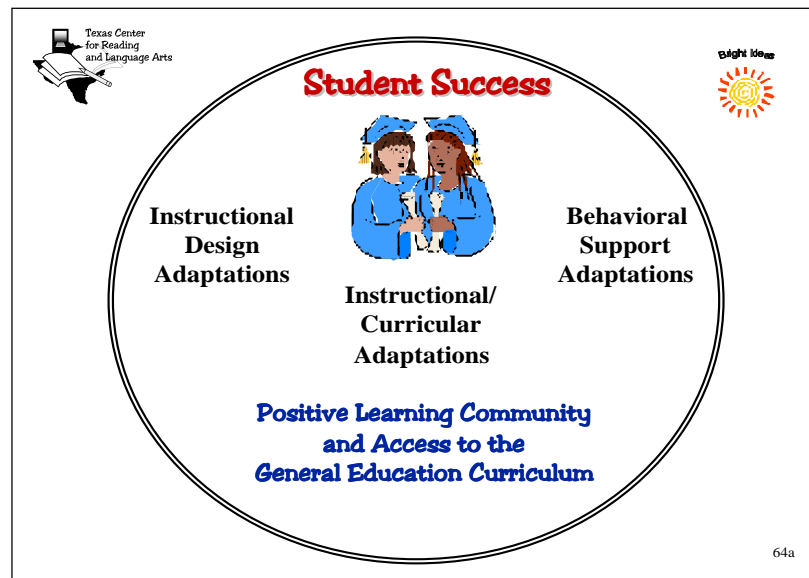 Texas Center
for Reading
and Language Arts
Bright Ideas
Student Success
Instructional
Design
Adaptations
Behavioral
Support
Adaptations
Instructional/
Curricular
Adaptations
Positive Learning Community
and Access to the
General Education Curriculum
64a